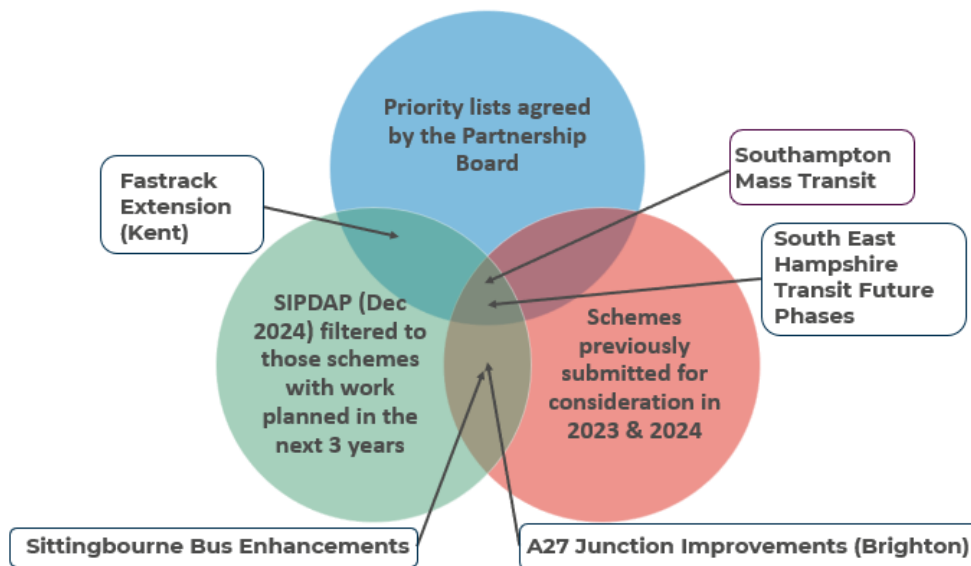 Priority lists agreed
by the Partnership
Board
Southampton
Mass Transit
Fastrack
Extension
(Kent)
South East
Hampshire
Transit Future
Phases
SIPDAP (Dec
2024) filtered to
those schemes
with work
planned in the
next 3 years
Schemes
previously
submitted for
consideration in
2023 & 2024
Sittingbourne Bus Enhancements
A27 Junction Improvements (Brighton)